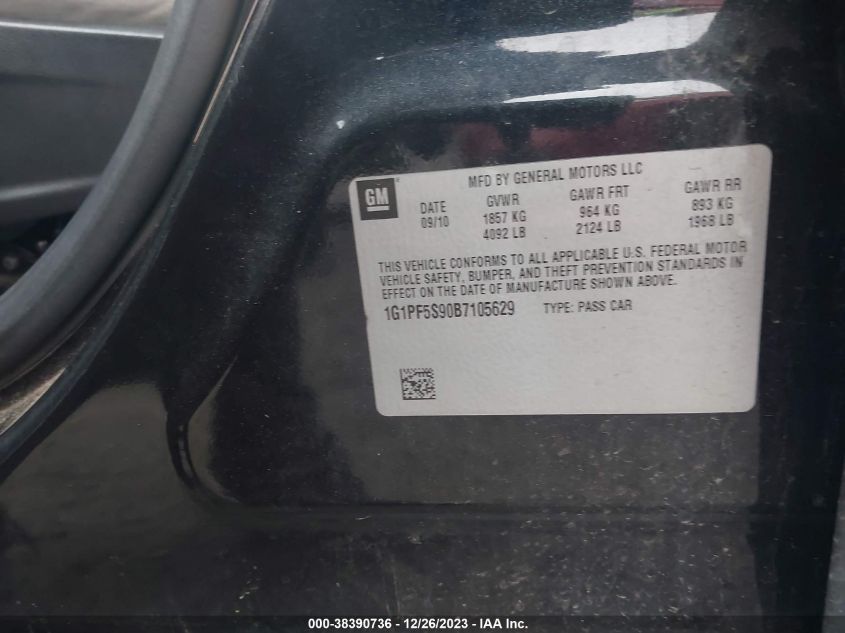 GM
MFD BY GENERAL MOTORS LLC
DATE GVWR GAWR FRT GAWR RR
09/10 1857 KG 964 KG 893 KG
4092 LB 2124 LB 1968 LB
THIS VEHICLE CONFORMS TO ALL APPLICABLE U.S. FEDERAL MOTOR
VEHICLE SAFETY, BUMPER, AND THEFT PREVENTION STANDARDS IN
EFFECT ON THE DATE OF MANUFACTURE SHOWN ABOVE.
1G1PF5S90B7105629 TYPE: PASS CAR
000-38390736 - 12/26/2023 - IAA Inc.